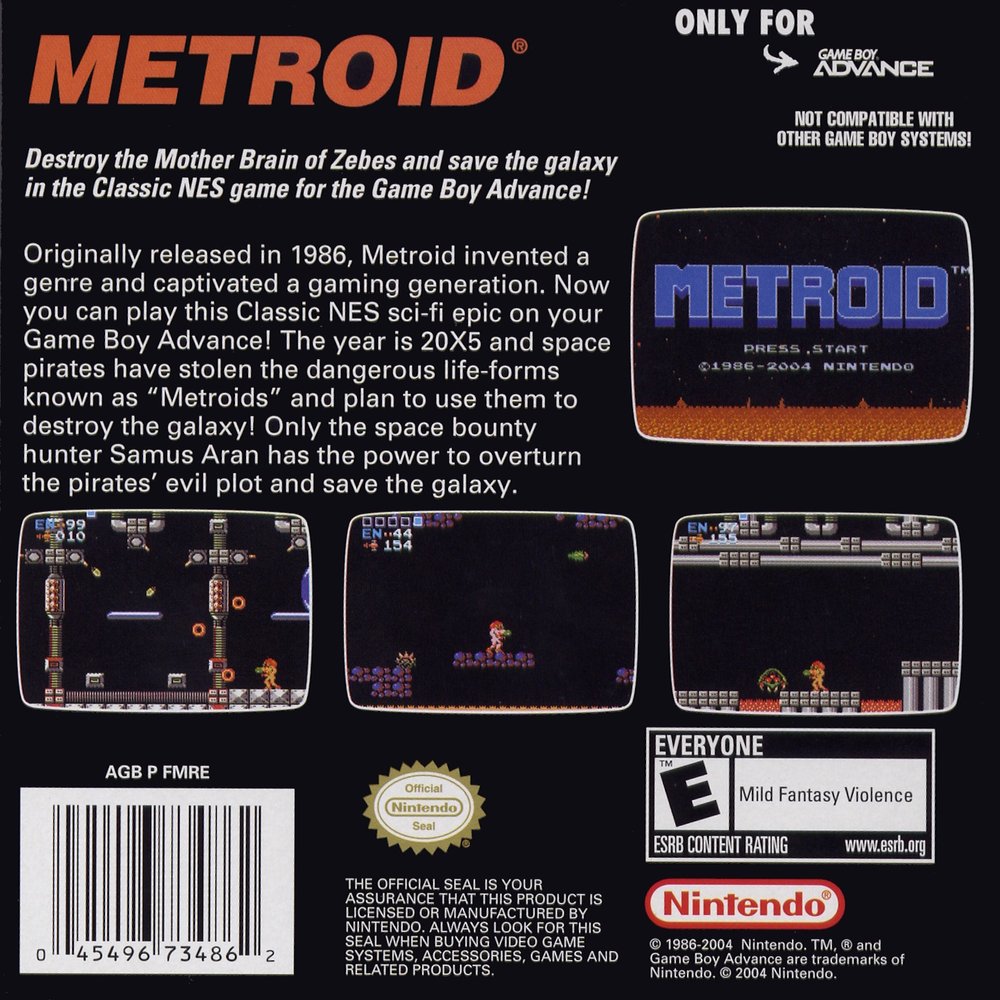 METROID®
ONLY FOR
GAME BOY
ADVANCE
NOT COMPATIBLE WITH
OTHER GAME BOY SYSTEMS!
Destroy the Mother Brain of Zebes and save the galaxy
in the Classic NES game for the Game Boy Advance!
Originally released in 1986, Metroid invented a
genre and captivated a gaming generation. Now
you can play this Classic NES sci-fi epic on your
Game Boy Advance! The year is 20X5 and space
pirates have stolen the dangerous life-forms
known as “Metroids” and plan to use them to
destroy the galaxy! Only the space bounty
hunter Samus Aran has the power to overturn
the pirates’ evil plot and save the galaxy.
METROID™
PRESS START
©1986-2004 NINTENDO
EN··99
010
EN··44
154
EN··97
155
AGB P FMRE
0 45496 73486 2
Official
Nintendo
Seal
®
THE OFFICIAL SEAL IS YOUR
ASSURANCE THAT THIS PRODUCT IS
LICENSED OR MANUFACTURED BY
NINTENDO. ALWAYS LOOK FOR THIS
SEAL WHEN BUYING VIDEO GAME
SYSTEMS, ACCESSORIES, GAMES AND
RELATED PRODUCTS.
EVERYONE
E™
Mild Fantasy Violence
ESRB CONTENT RATING www.esrb.org
Nintendo®
© 1986-2004 Nintendo. TM, ® and
Game Boy Advance are trademarks of
Nintendo. © 2004 Nintendo.